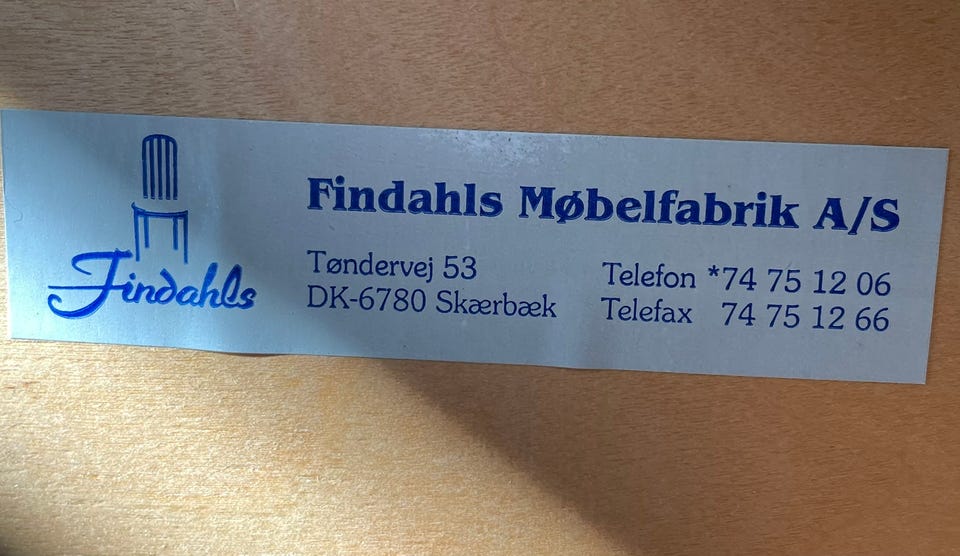 Findahls
Findahls Møbelfabrik A/S
Tøndervej 53
DK-6780 Skærbæk
Telefon *74 75 12 06
Telefax 74 75 12 66